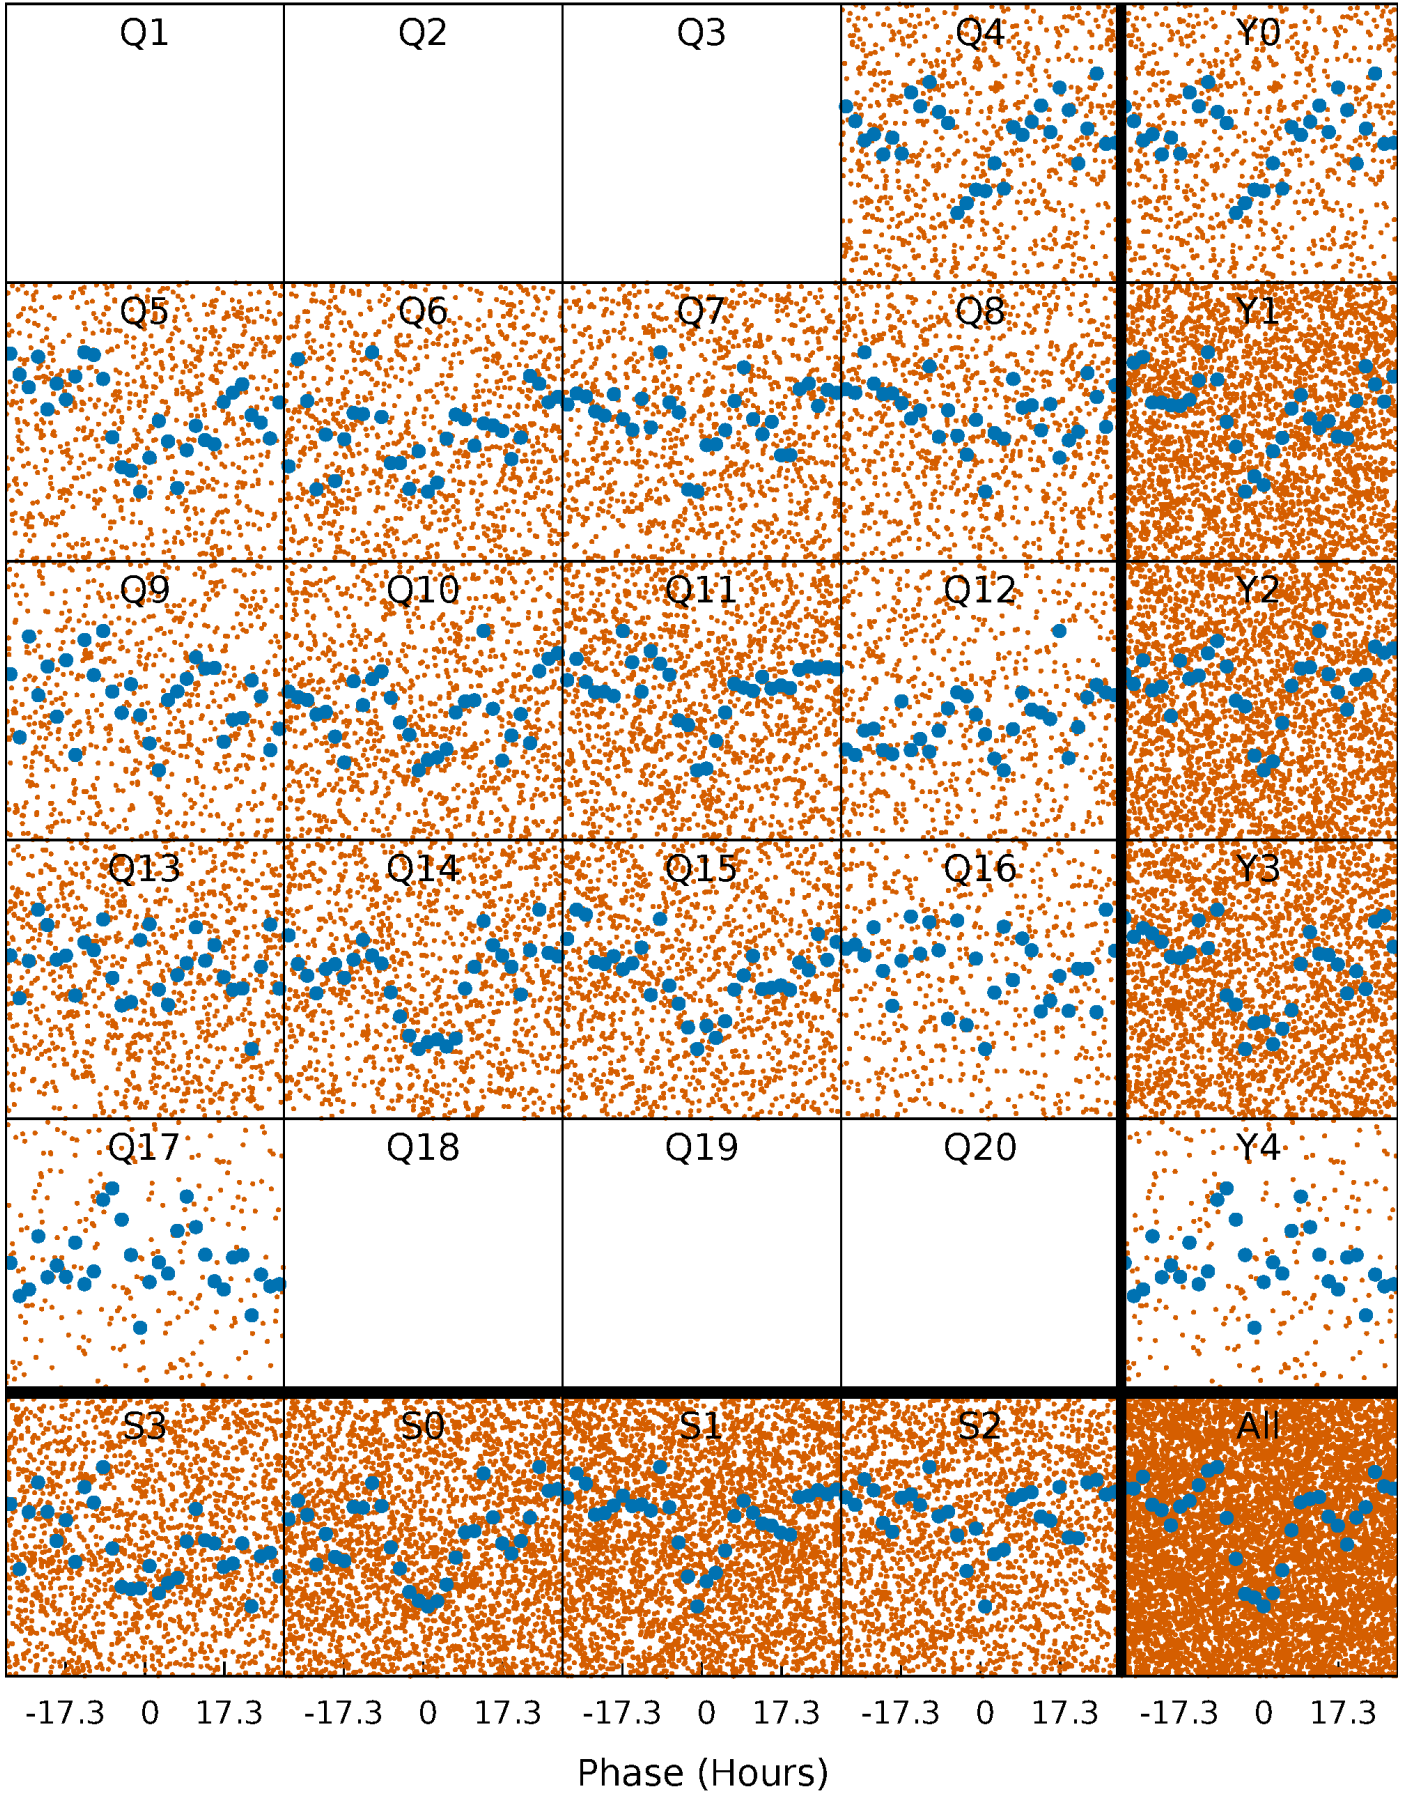 Q1 Q2 Q3 Q4 Y0
Q5 Q6 Q7 Q8 Y1
Q9 Q10 Q11 Q12 Y2
Q13 Q14 Q15 Q16 Y3
Q17 Q18 Q19 Q20 Y4
S3 S0 S1 S2 All
-17.3 0 17.3 -17.3 0 17.3 -17.3 0 17.3 -17.3 0 17.3 -17.3 0 17.3
Phase (Hours)